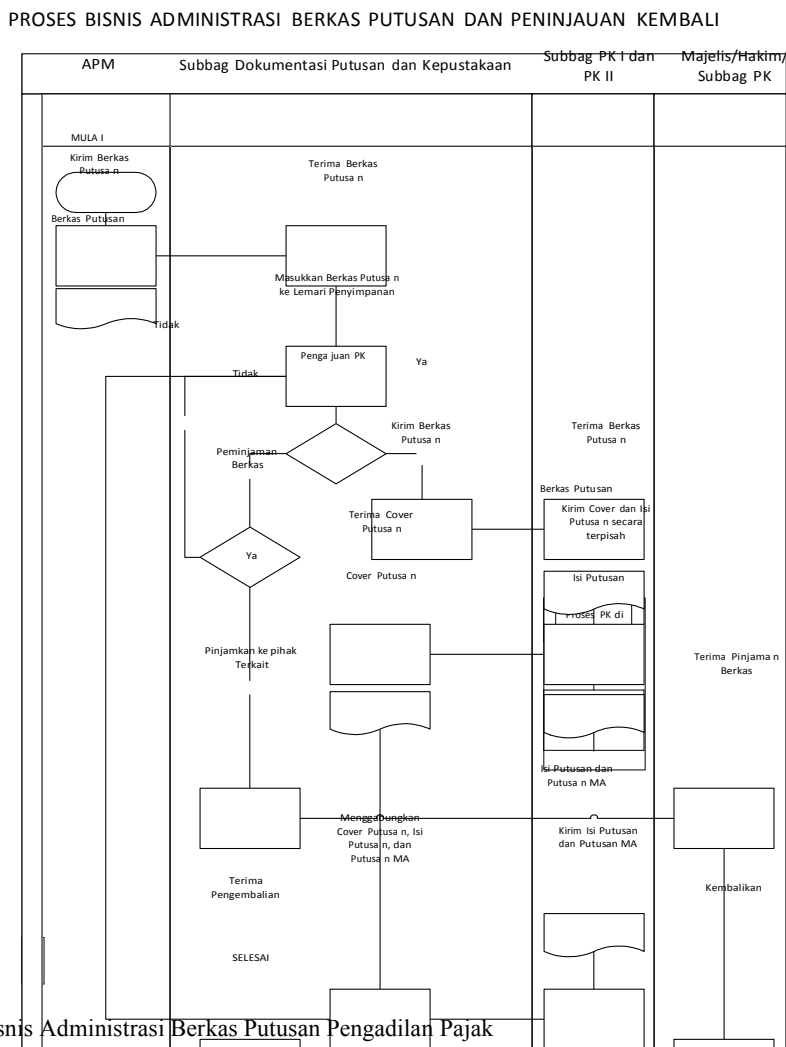 PROSES BISNIS ADMINISTRASI BERKAS PUTUSAN DAN PENINJAUAN KEMBALI
APM
Subbag Dokumentasi Putusan dan Kepustakaan
Subbag PK I dan
PK II
Majelis/Hakim/
Subbag PK
MULA I
Kirim Berkas
Putusa n
Terima Berkas
Putusa n
Berkas Putusan
Masukkan Berkas Putusa n
ke Lemari Penyimpanan
Tidak
Penga juan PK
Ya
Tidak
Kirim Berkas
Putusa n
Terima Berkas
Putusa n
Peminjaman
Berkas
Berkas Putusan
Terima Cover
Putusa n
Kirim Cover dan Isi
Putusa n secara
terpisah
Ya
Cover Putusa n
Isi Putusan
Proses PK di
Pinjamkan ke pihak
Terkait
Terima Pinjama n
Berkas
Isi Putusan dan
Putusa n MA
Menggabungkan
Cover Putusa n, Isi
Putusa n, dan
Putusa n MA
Kirim Isi Putusan
dan Putusan MA
Terima
Pengembalian
Kembalikan
SELESAI
snis Administrasi Berkas Putusan Pengadilan Pajak